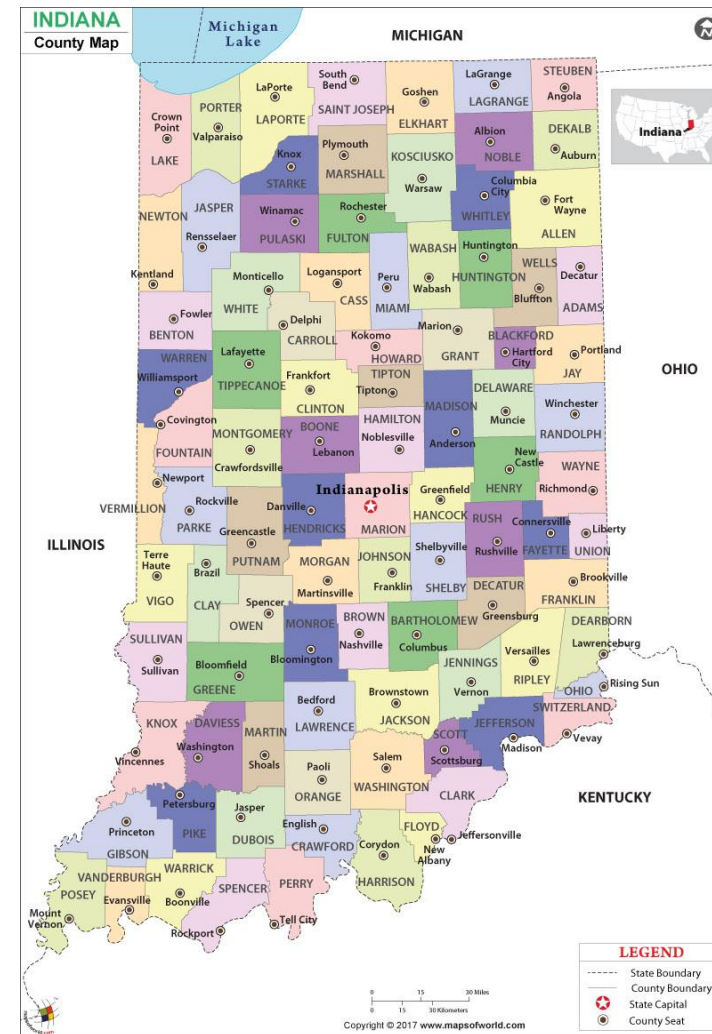 INDIANA
County Map
Michigan
Lake
MICHIGAN
South
Bend
SAINT JOSEPH
LaPorte
LAPORTE
PORTER
Valparaiso
Crown
Point
LAKE
Goshen
ELKHART
LaGrange
LAGRANGE
STEUBEN
Angola
Indiana
Knox
STARKE
Plymouth
MARSHALL
KOSCIUSKO
Warsaw
Albion
NOBLE
DEKALB
Auburn
Columbia
City
WHITLEY
Fort
Wayne
ALLEN
NEWTON
Kentland
JASPER
Rensselaer
Winamac
PULASKI
Rochester
FULTON
WABASH
Wabash
Huntington
HUNTINGTON
WELLS
Bluffton
Decatur
ADAMS
Monticello
WHITE
Logansport
CASS
Peru
MIAMI
Fowler
BENTON
Delphi
CARROLL
Marion
GRANT
BLACKFORD
Hartford
City
Portland
JAY
OHIO
WARREN
Williamsport
Lafayette
TIPPECANOE
Kokomo
HOWARD
Frankfort
CLINTON
TIPTON
Tipton
MADISON
Anderson
DELAWARE
Muncie
Winchester
RANDOLPH
Covington
FOUNTAIN
MONTGOMERY
Crawfordsville
BOONE
Lebanon
HAMILTON
Noblesville
New
Castle
HENRY
WAYNE
Richmond
Newport
VERMILLION
Rockville
PARKE
Greencastle
PUTNAM
Danville
HENDRICKS
Indianapolis
MARION
Greenfield
HANCOCK
RUSH
Rushville
Connersville
FAYETTE
Liberty
UNION
ILLINOIS
Terre
Haute
VIGO
Brazil
CLAY
Spencer
OWEN
MORGAN
Martinsville
JOHNSON
Franklin
Shelbyville
SHELBY
DECATUR
Greensburg
Brookville
FRANKLIN
SULLIVAN
Sullivan
Bloomfield
GREENE
MONROE
Bloomington
BROWN
Nashville
BARTHOLOMEW
Columbus
JENNINGS
Vernon
Versailles
RIPLEY
DEARBORN
Lawrenceburg
OHIO
Rising Sun
SWITZERLAND
Vevay
KNOX
Vincennes
DAVIESS
Washington
MARTIN
Shoals
Bedford
LAWRENCE
Brownstown
JACKSON
SCOTT
Scottsburg
JEFFERSON
Madison
KENTUCKY
Paoli
ORANGE
Salem
WASHINGTON
CLARK
Petersburg
PIKE
Princeton
GIBSON
Jasper
DUBOIS
English
CRAWFORD
Corydon
HARRISON
FLOYD
New
Albany
Jeffersonville
POSEY
Mount
Vernon
VANDERBURGH
Evansville
WARRICK
Boonville
SPENCER
Rockport
PERRY
Tell City
LEGEND
State Boundary
County Boundary
State Capital
County Seat
0 15 30 Miles
0 15 30 Kilometers
Copyright © 2017 www.mapsofworld.com
mapsofworld.com
N